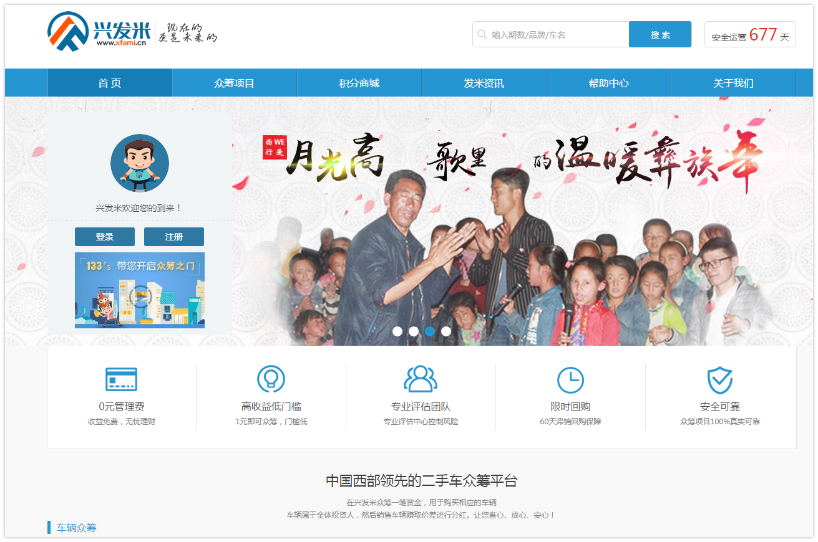 兴发米
www.xfami.cn
现在的
更是未来的
输入期数/品牌/车名
搜 索
安全运营 677 天
首 页
众筹项目
积分商城
发米资讯
帮助中心
关于我们
WE
行 爱
月光高 歌里 的温暖彝族年
兴发米欢迎您的到来！
登录
注册
133's 带您开启众筹之门
0元管理费
收益免费，无忧理财
高收益低门槛
1元即可众筹，门槛低
专业评估团队
专业评估中心控制风险
限时回购
60天滞销回购保障
安全可靠
众筹项目100%真实可靠
中国西部领先的二手车众筹平台
在兴发米众筹一笔资金，用于购买相应的车辆
车辆属于全体投资人，然后销售车辆赚取价差进行分红。让您省心、放心、安心！
车辆众筹